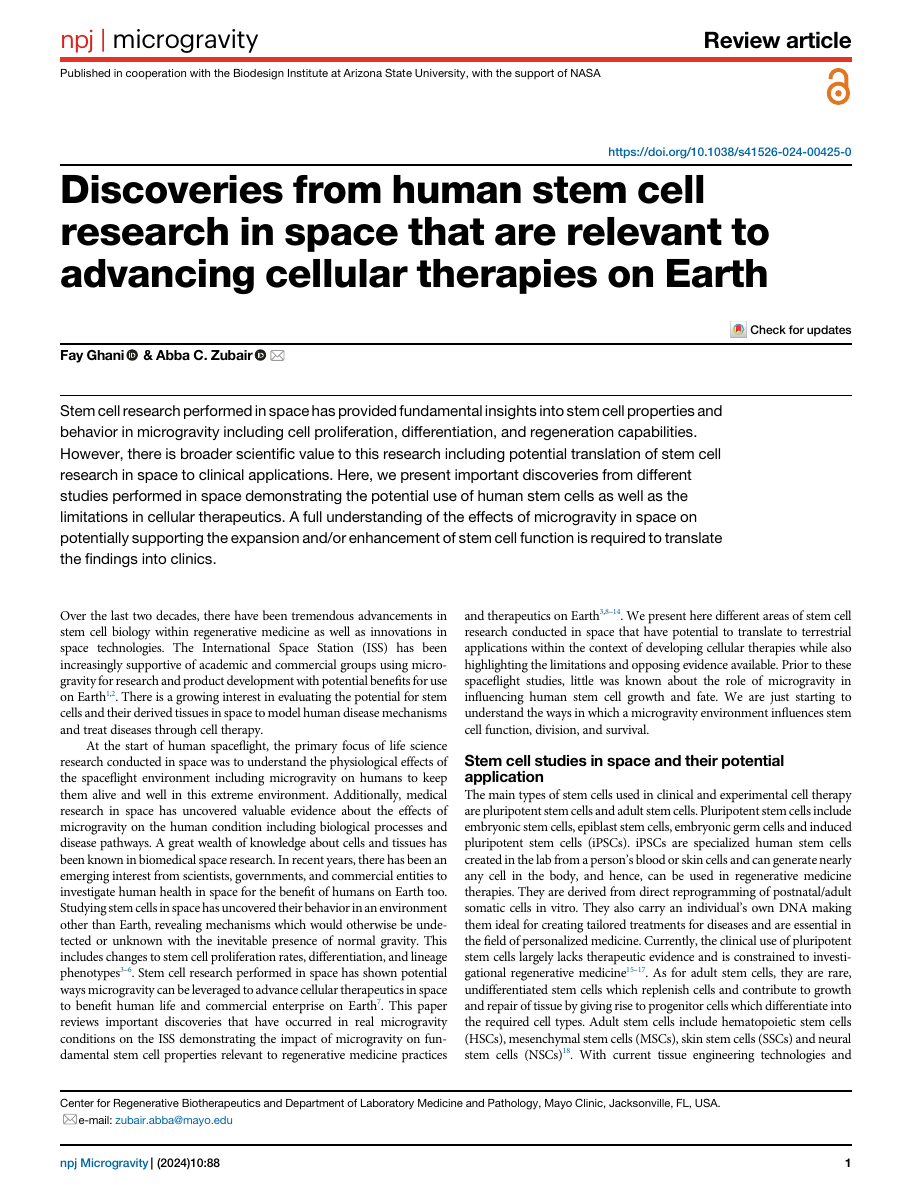 npj | microgravity
Review article
Published in cooperation with the Biodesign Institute at Arizona State University, with the support of NASA
https://doi.org/10.1038/s41526-024-00425-0
Discoveries from human stem cell
research in space that are relevant to
advancing cellular therapies on Earth
Check for updates
Fay Ghani & Abba C. Zubair
Stem cell research performed in space has provided fundamental insights into stem cell properties and
behavior in microgravity including cell proliferation, differentiation, and regeneration capabilities.
However, there is broader scientific value to this research including potential translation of stem cell
research in space to clinical applications. Here, we present important discoveries from different
studies performed in space demonstrating the potential use of human stem cells as well as the
limitations in cellular therapeutics. A full understanding of the effects of microgravity in space on
potentially supporting the expansion and/or enhancement of stem cell function is required to translate
the findings into clinics.
Over the last two decades, there have been tremendous advancements in
stem cell biology within regenerative medicine as well as innovations in
space technologies. The International Space Station (ISS) has been
increasingly supportive of academic and commercial groups using micro-
gravity for research and product development with potential benefits for use
on Earth1,2. There is a growing interest in evaluating the potential for stem
cells and their derived tissues in space to model human disease mechanisms
and treat diseases through cell therapy.
At the start of human spaceflight, the primary focus of life science
research conducted in space was to understand the physiological effects of
the spaceflight environment including microgravity on humans to keep
them alive and well in this extreme environment. Additionally, medical
research in space has uncovered valuable evidence about the effects of
microgravity on the human condition including biological processes and
disease pathways. A great wealth of knowledge about cells and tissues has
been known in biomedical space research. In recent years, there has been an
emerging interest from scientists, governments, and commercial entities to
investigate human health in space for the benefit of humans on Earth too.
Studying stem cells in space has uncovered their behavior in an environment
other than Earth, revealing mechanisms which would otherwise be unde-
tected or unknown with the inevitable presence of normal gravity. This
includes changes to stem cell proliferation rates, differentiation, and lineage
phenotypes3–6. Stem cell research performed in space has shown potential
ways microgravity can be leveraged to advance cellular therapeutics in space
to benefit human life and commercial enterprise on Earth7. This paper
reviews important discoveries that have occurred in real microgravity
conditions on the ISS demonstrating the impact of microgravity on fun-
damental stem cell properties relevant to regenerative medicine practices
and therapeutics on Earth3,8–14. We present here different areas of stem cell
research conducted in space that have potential to translate to terrestrial
applications within the context of developing cellular therapies while also
highlighting the limitations and opposing evidence available. Prior to these
spaceflight studies, little was known about the role of microgravity in
influencing human stem cell growth and fate. We are just starting to
understand the ways in which a microgravity environment influences stem
cell function, division, and survival.
Stem cell studies in space and their potential
application
The main types of stem cells used in clinical and experimental cell therapy
are pluripotent stem cells and adult stem cells. Pluripotent stem cells include
embryonic stem cells, epiblast stem cells, embryonic germ cells and induced
pluripotent stem cells (iPSCs). iPSCs are specialized human stem cells
created in the lab from a person's blood or skin cells and can generate nearly
any cell in the body, and hence, can be used in regenerative medicine
therapies. They are derived from direct reprogramming of postnatal/adult
somatic cells in vitro. They also carry an individual's own DNA making
them ideal for creating tailored treatments for diseases and are essential in
the field of personalized medicine. Currently, the clinical use of pluripotent
stem cells largely lacks therapeutic evidence and is constrained to investi-
gational regenerative medicine15–17. As for adult stem cells, they are rare,
undifferentiated stem cells which replenish cells and contribute to growth
and repair of tissue by giving rise to progenitor cells which differentiate into
the required cell types. Adult stem cells include hematopoietic stem cells
(HSCs), mesenchymal stem cells (MSCs), skin stem cells (SSCs) and neural
stem cells (NSCs)18. With current tissue engineering technologies and
Center for Regenerative Biotherapeutics and Department of Laboratory Medicine and Pathology, Mayo Clinic, Jacksonville, FL, USA.
e-mail: zubair.abba@mayo.edu
npj Microgravity | (2024)10:88
1